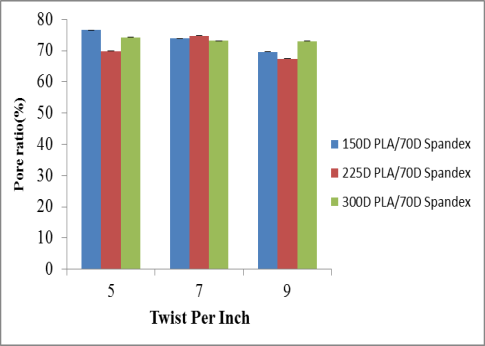 80
70
60
50
40
30
20
10
0
Pore ratio(%)
5 7 9
Twist Per Inch
150D PLA/70D Spandex
225D PLA/70D Spandex
300D PLA/70D Spandex